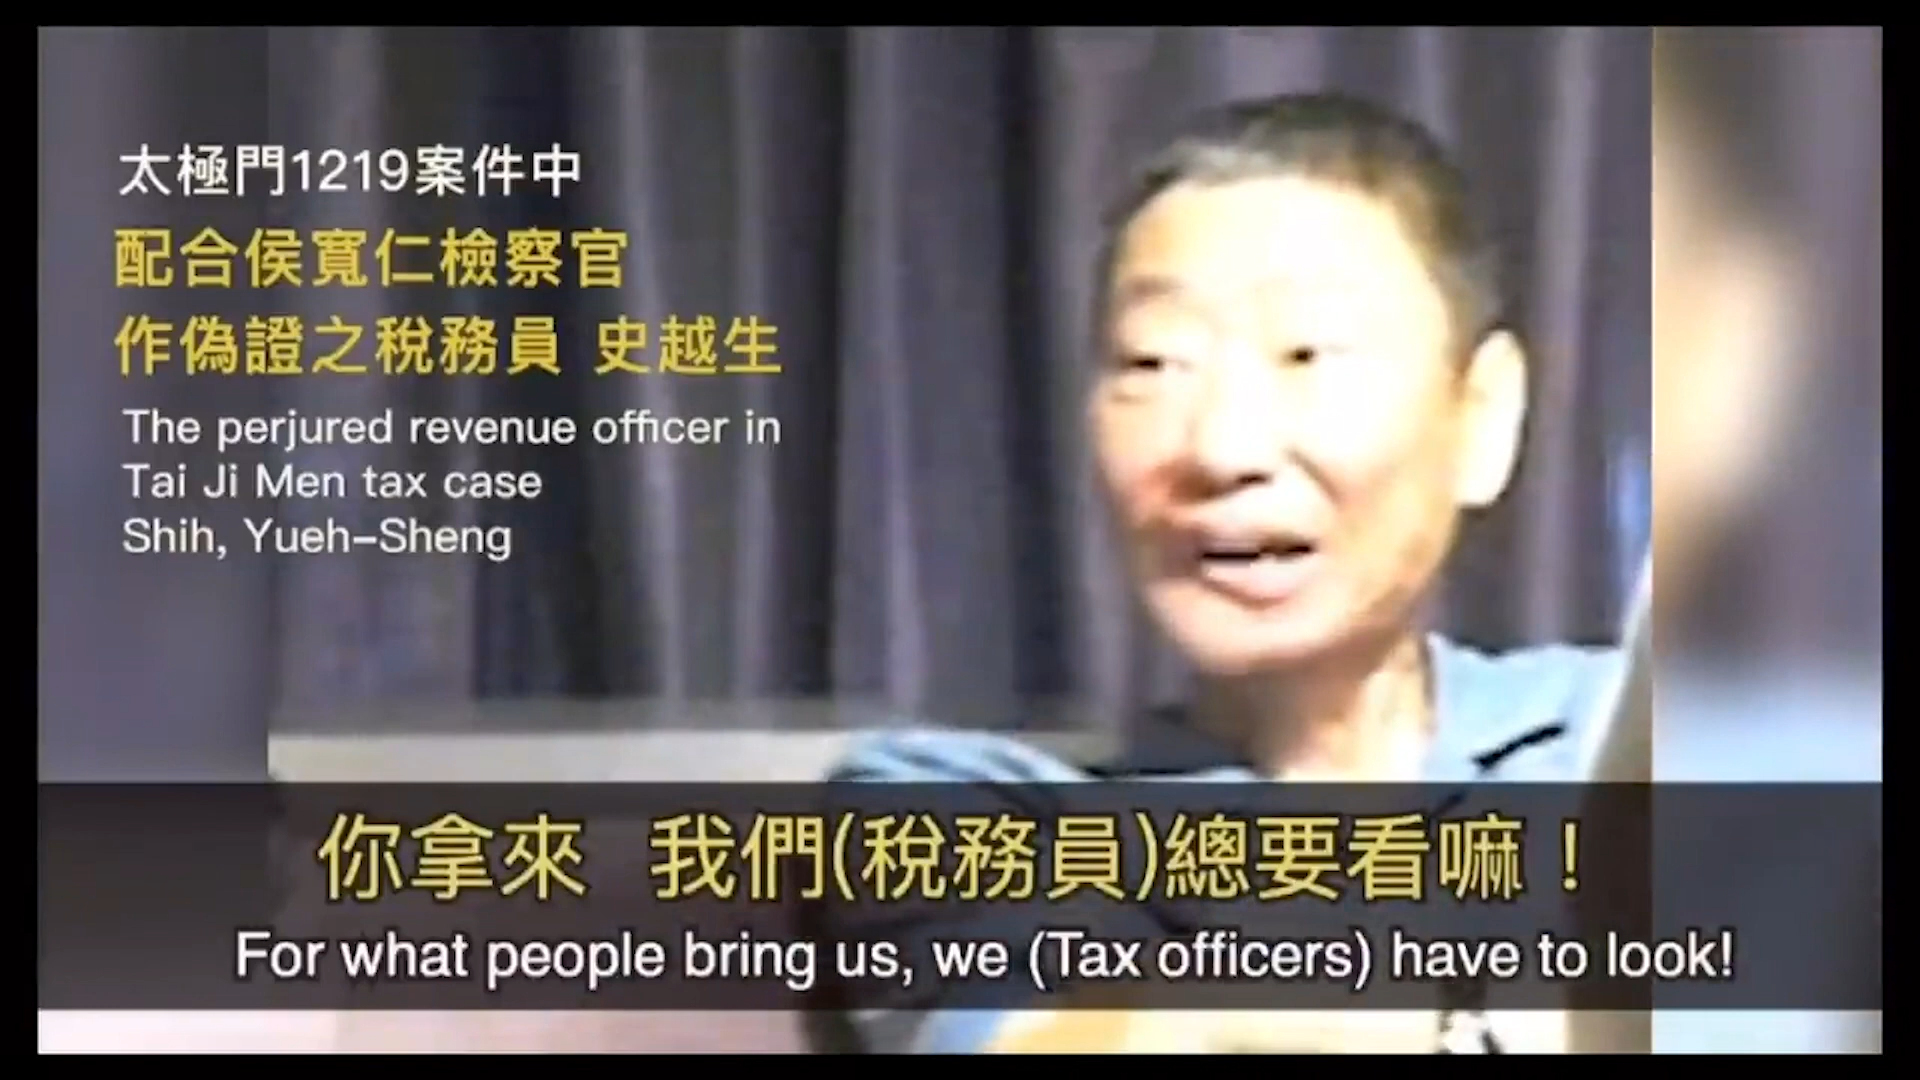 太極門1219案件中
配合侯寬仁檢察官
作偽證之稅務員 史越生
The perjured revenue officer in
Tai Ji Men tax case
Shih, Yueh-Sheng
你拿來 我們(稅務員)總要看嘛！
For what people bring us, we (Tax officers) have to look!